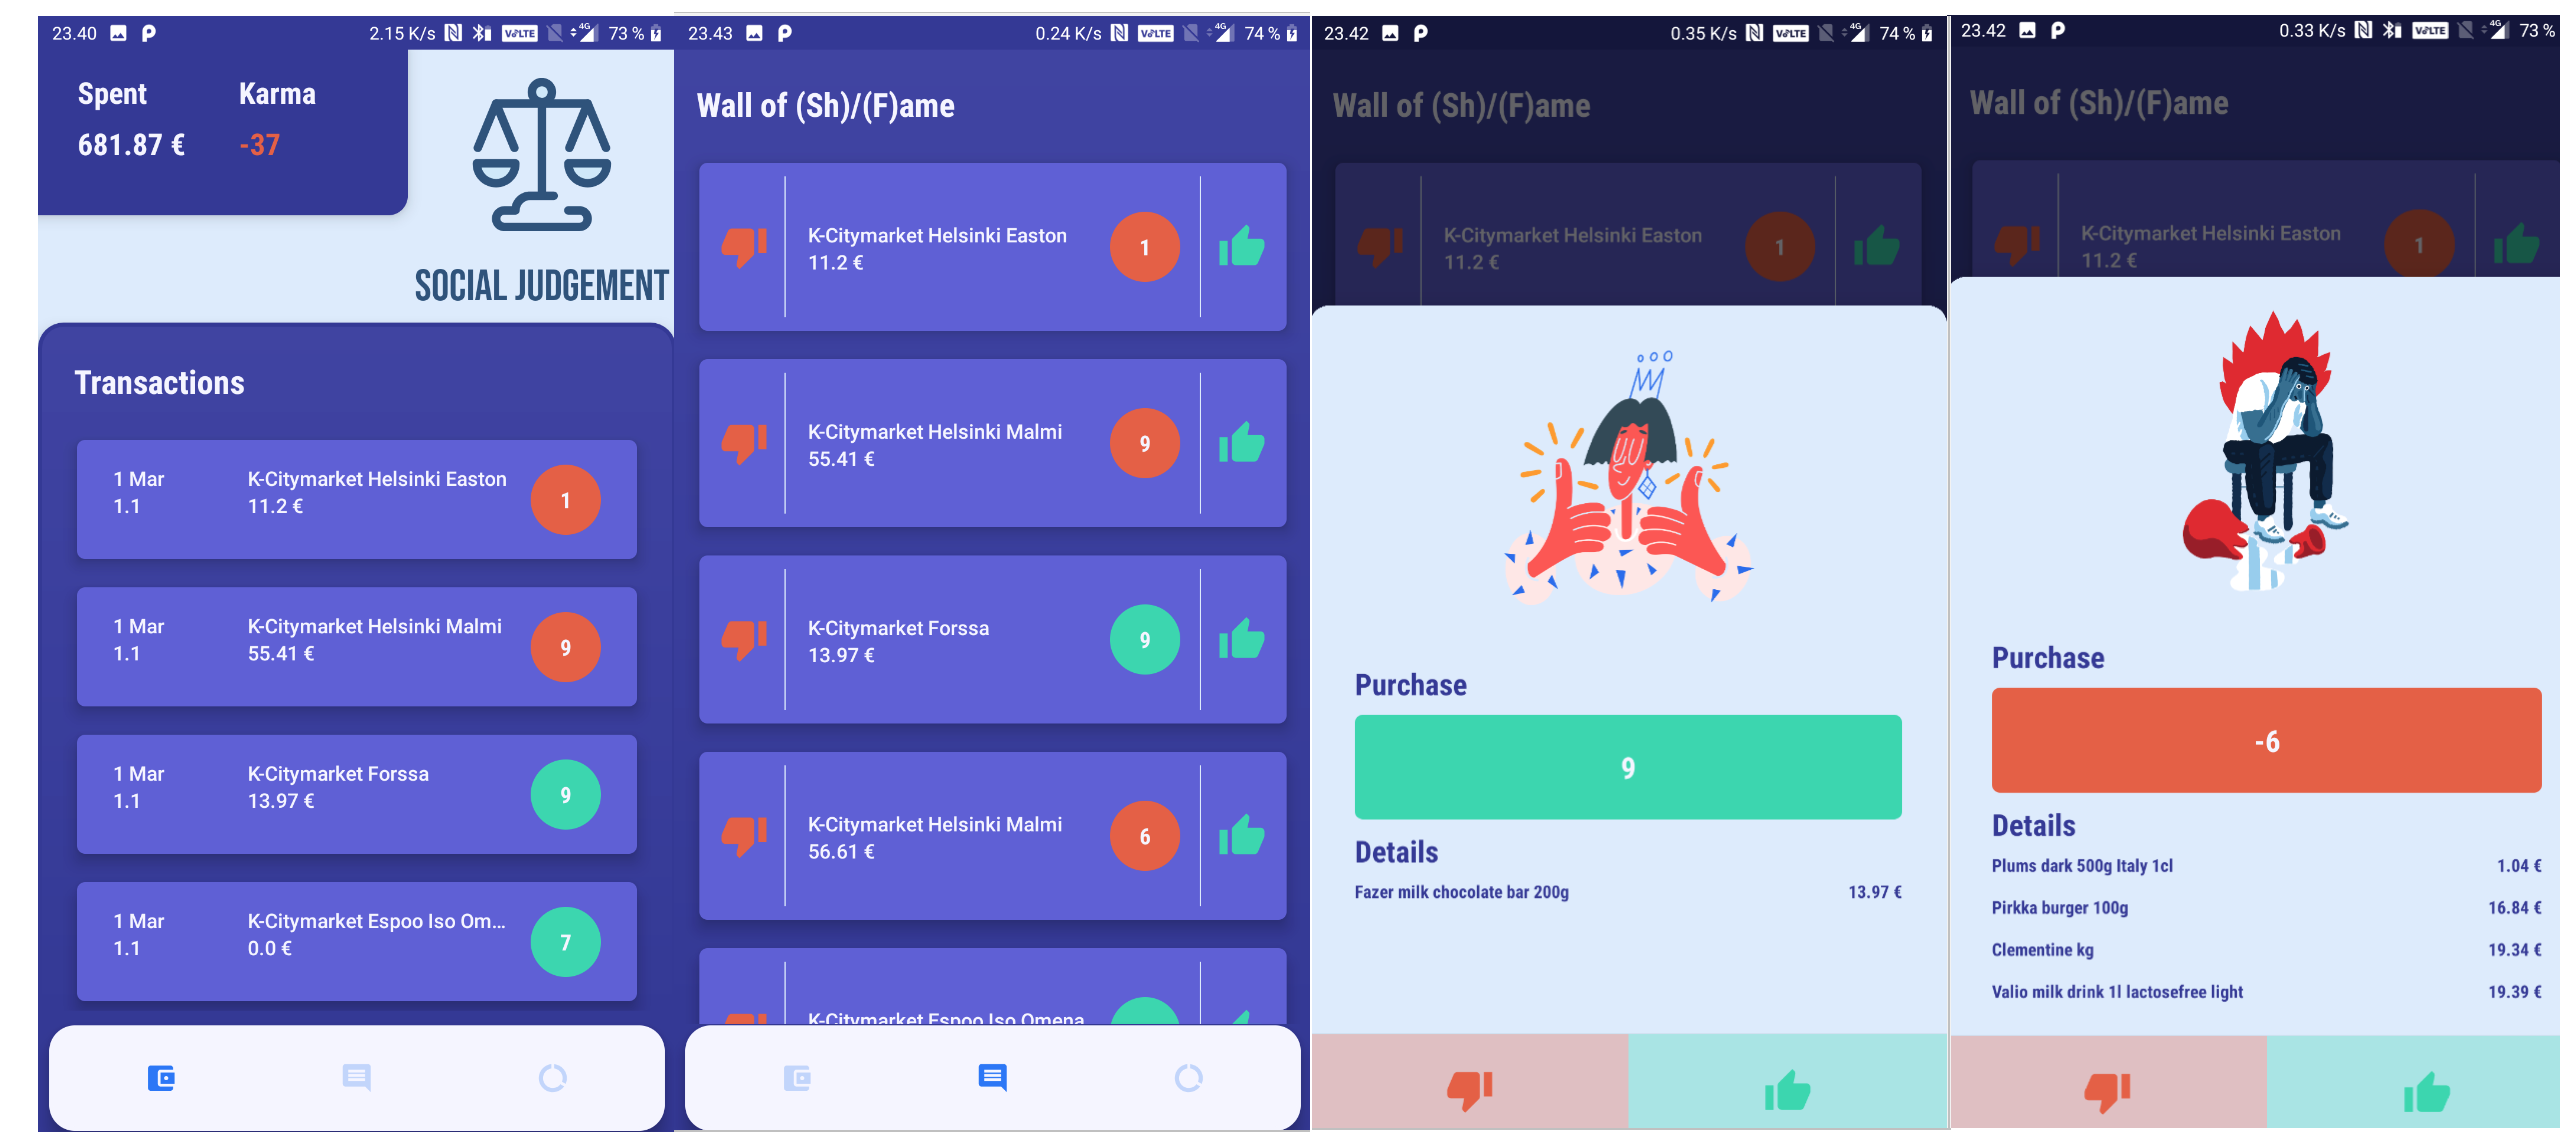 23.40
2.15 K/s VoLTE 4G 73 %
Spent Karma
681.87 € -37
SOCIAL JUDGEMENT
Transactions
1 Mar K-Citymarket Helsinki Easton
1.1 11.2 €
1
1 Mar K-Citymarket Helsinki Malmi
1.1 55.41 €
9
1 Mar K-Citymarket Forssa
1.1 13.97 €
9
1 Mar K-Citymarket Espoo Iso Om...
1.1 0.0 €
7
23.43
0.24 K/s VoLTE 4G 74 %
Wall of (Sh)/(F)ame
K-Citymarket Helsinki Easton
11.2 €
1
K-Citymarket Helsinki Malmi
55.41 €
9
K-Citymarket Forssa
13.97 €
9
K-Citymarket Helsinki Malmi
56.61 €
6
K-Citymarket Espoo Iso Omena
23.42
0.35 K/s VoLTE 4G 74 %
Wall of (Sh)/(F)ame
K-Citymarket Helsinki Easton
11.2 €
1
Purchase
9
Details
Fazer milk chocolate bar 200g 13.97 €
23.42
0.33 K/s VoLTE 4G 73 %
Wall of (Sh)/(F)ame
K-Citymarket Helsinki Easton
11.2 €
1
Purchase
-6
Details
Plums dark 500g Italy 1cl 1.04 €
Pirkka burger 100g 16.84 €
Clementine kg 19.34 €
Valio milk drink 1l lactosefree light 19.39 €